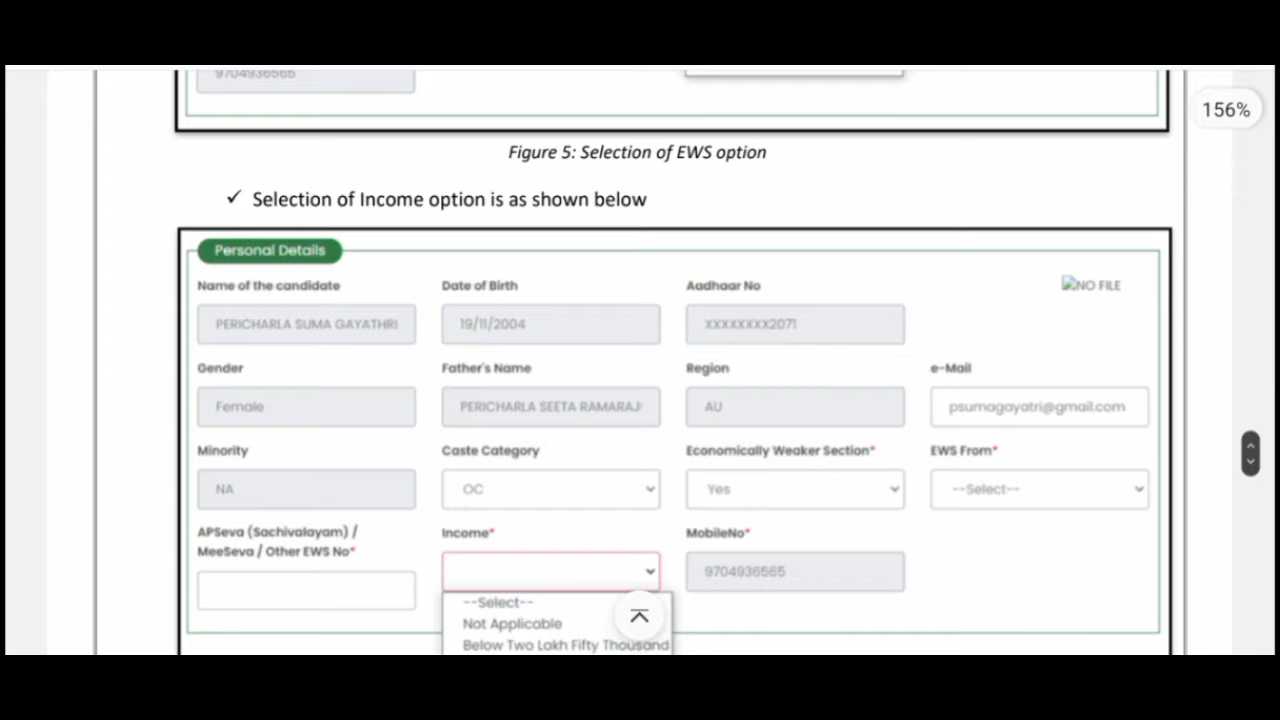 9704936565
156%
Figure 5: Selection of EWS option
✓ Selection of Income option is as shown below
Personal Details
Name of the candidate Date of Birth Aadhaar No NO FILE
PERICHARLA SUMA GAYATHRI 19/11/2004 XXXXXXXX2071
Gender Father's Name Region e-Mail
Female PERICHARLA SEETA RAMARAJ AU psumagayatri@gmail.com
Minority Caste Category Economically Weaker Section* EWS From*
NA OC Yes --Select--
APSeva (Sachivalayam) / Income* MobileNo*
MeeSeva / Other EWS No*
9704936565
--Select--
Not Applicable
Below Two Lakh Fifty Thousand